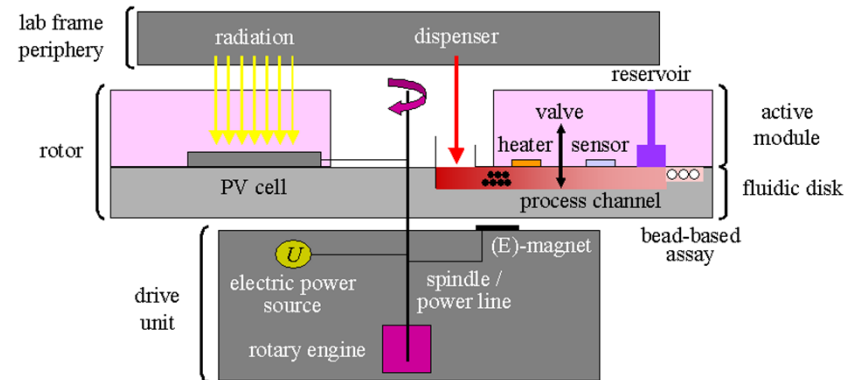 lab frame
periphery
radiation
dispenser
reservoir
rotor
valve
heater
sensor
active
module
PV cell
process channel
fluidic disk
bead-based
assay
(E)-magnet
U
electric power
source
spindle /
power line
drive
unit
rotary engine